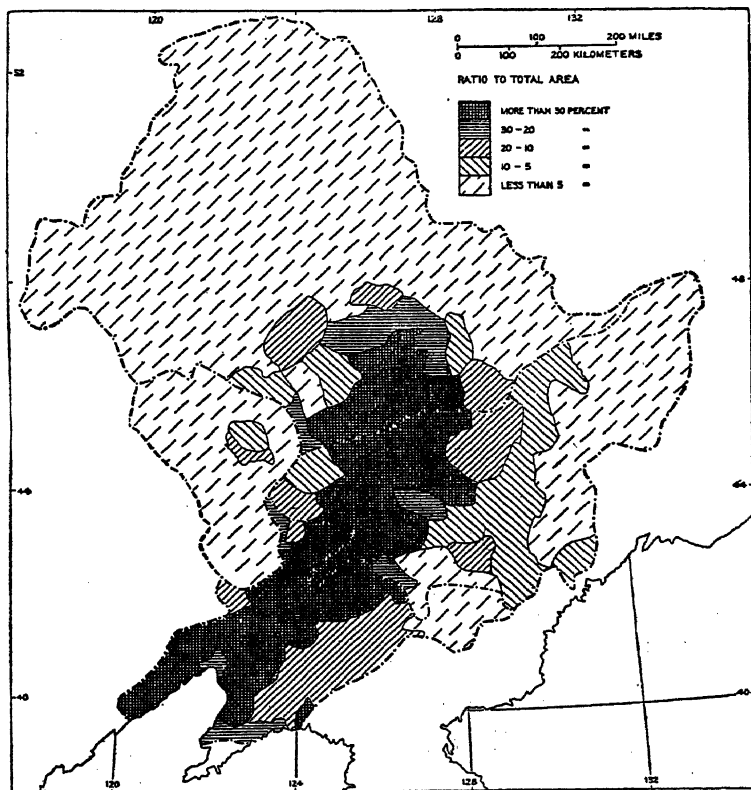 120 128 132
0 100 200 MILES
0 100 200 KILOMETERS
52
RATIO TO TOTAL AREA
MORE THAN 30 PERCENT
30 - 20 "
20 - 10 "
10 - 5 "
LESS THAN 5 "
48
44
40 40
120 124 128 132